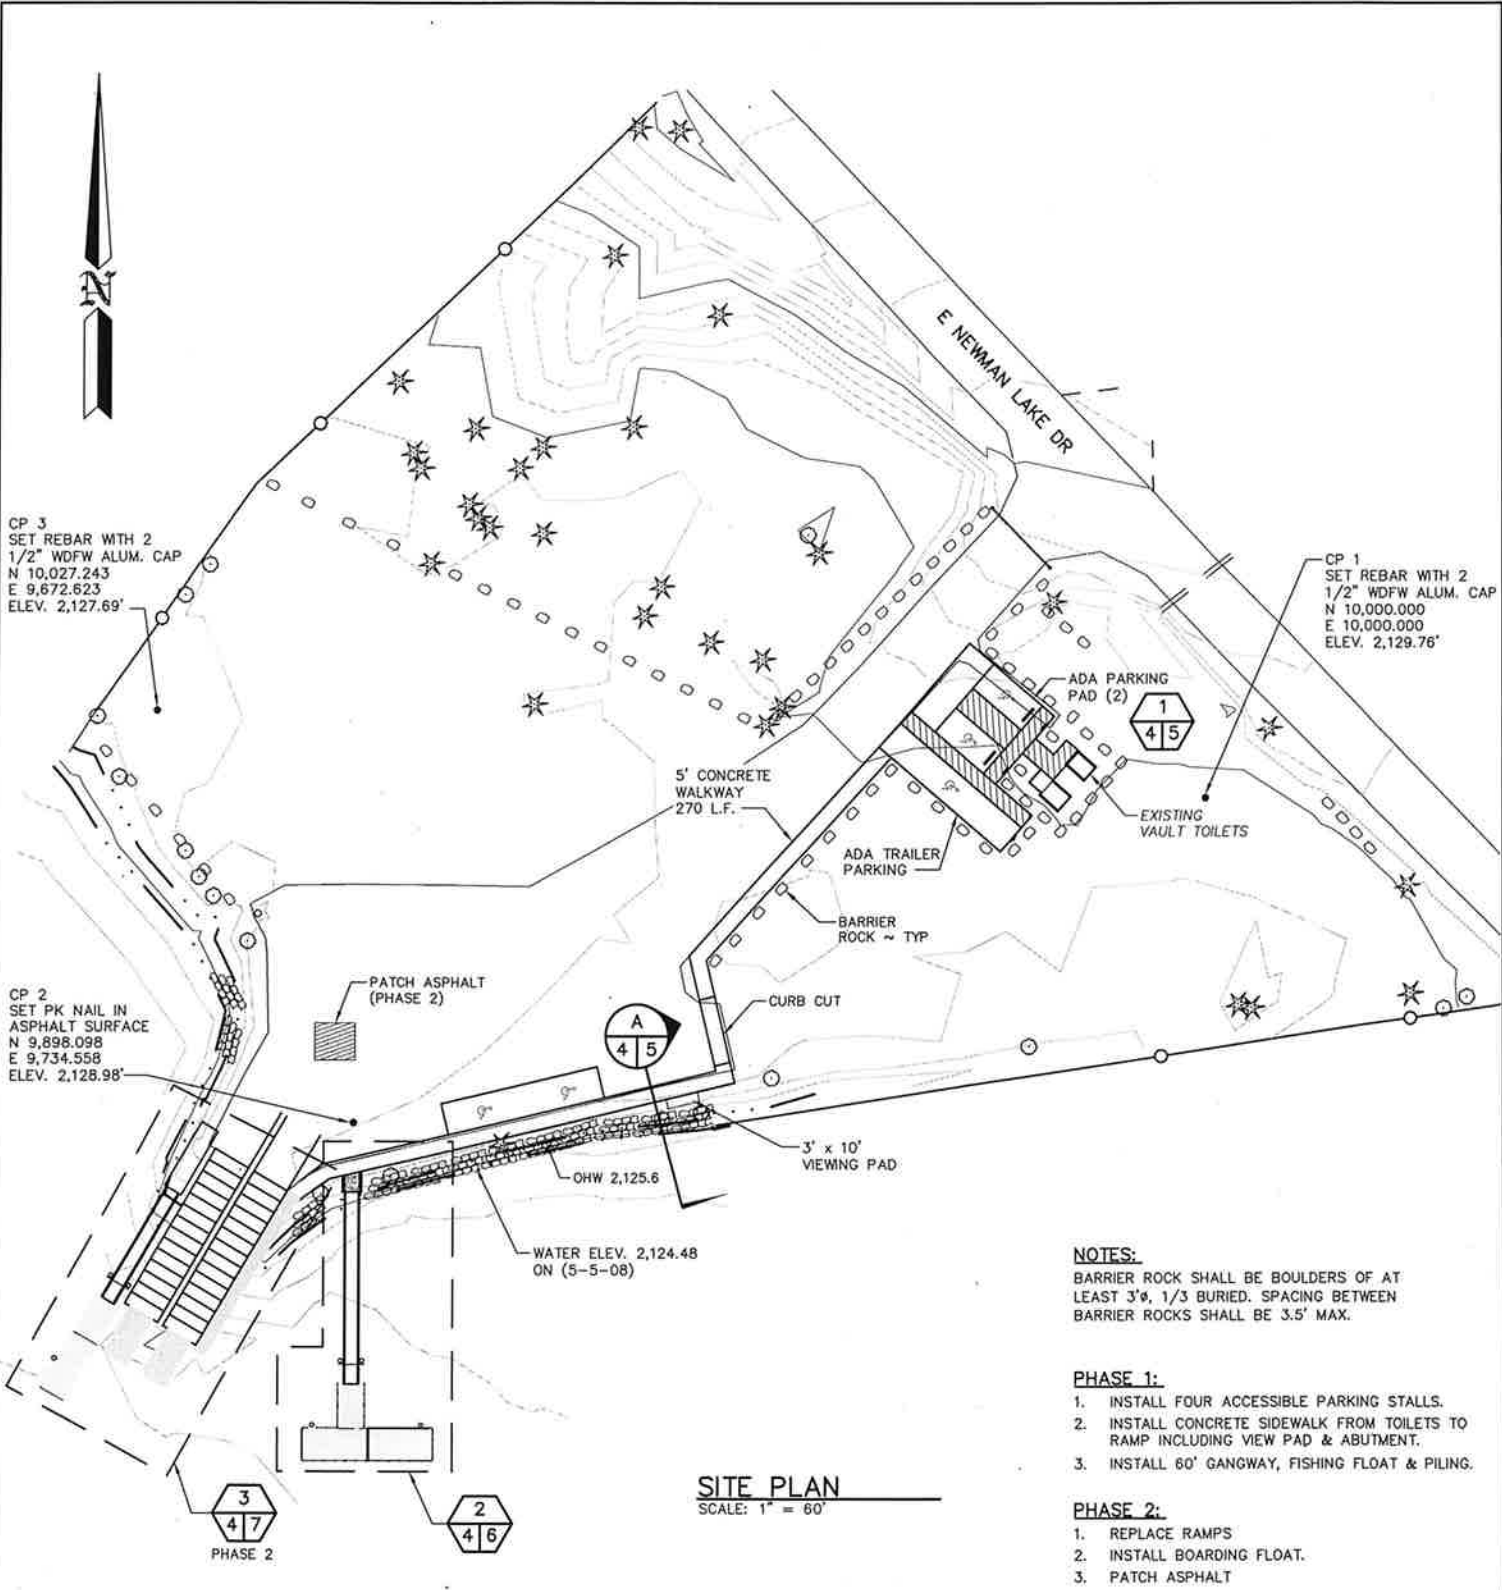 N
E NEWMAN LAKE DR
CP 3
SET REBAR WITH 2
1/2" WDFW ALUM. CAP
N 10,027.243
E 9,672.623
ELEV. 2,127.69'
CP 1
SET REBAR WITH 2
1/2" WDFW ALUM. CAP
N 10,000.000
E 10,000.000
ELEV. 2,129.76'
ADA PARKING
PAD (2)
1
4 5
5' CONCRETE
WALKWAY
270 L.F.
EXISTING
VAULT TOILETS
ADA TRAILER
PARKING
BARRIER
ROCK ~ TYP
PATCH ASPHALT
(PHASE 2)
CURB CUT
CP 2
SET PK NAIL IN
ASPHALT SURFACE
N 9,898.098
E 9,734.558
ELEV. 2,128.98'
A
4 5
3' x 10'
VIEWING PAD
OHW 2,125.6
WATER ELEV. 2,124.48
ON (5-5-08)
NOTES:
BARRIER ROCK SHALL BE BOULDERS OF AT
LEAST 3'ø, 1/3 BURIED. SPACING BETWEEN
BARRIER ROCKS SHALL BE 3.5' MAX.
PHASE 1:
1. INSTALL FOUR ACCESSIBLE PARKING STALLS.
2. INSTALL CONCRETE SIDEWALK FROM TOILETS TO
RAMP INCLUDING VIEW PAD & ABUTMENT.
3. INSTALL 60' GANGWAY, FISHING FLOAT & PILING.
SITE PLAN
SCALE: 1" = 60'
3
4 7
PHASE 2
2
4 6
PHASE 2:
1. REPLACE RAMPS
2. INSTALL BOARDING FLOAT.
3. PATCH ASPHALT